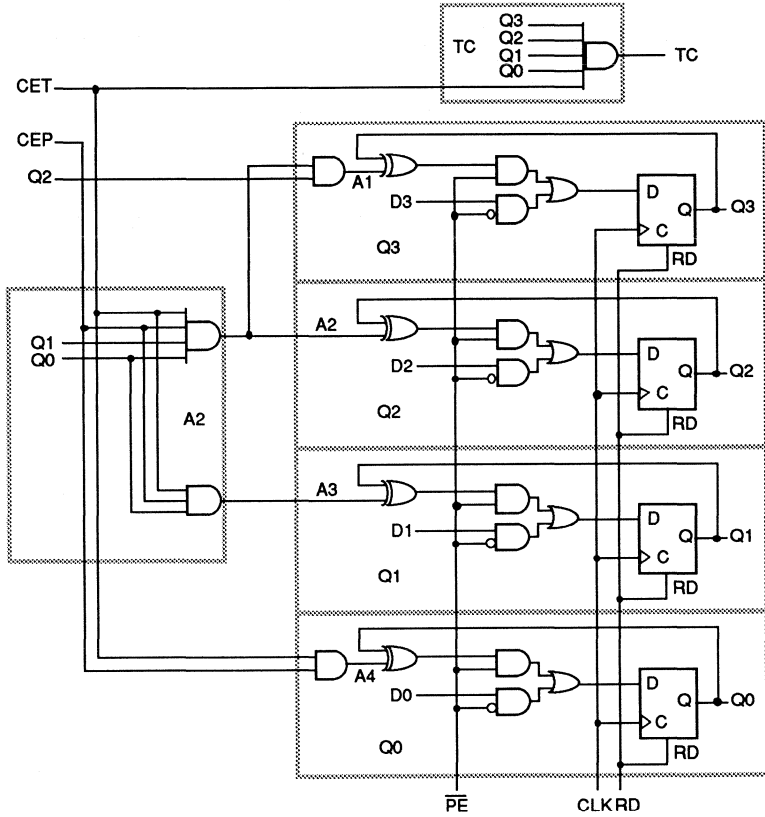 Q3
Q2
TC
Q1
TC
Q0
CET
CEP
Q2
A1
D3
D
Q
Q3
C
Q3
RD
Q1
Q0
A2
A2
D2
D
Q
Q2
C
Q2
RD
A3
D1
D
Q
Q1
C
Q1
RD
A4
D0
D
Q
Q0
C
Q0
RD
PE
CLK RD